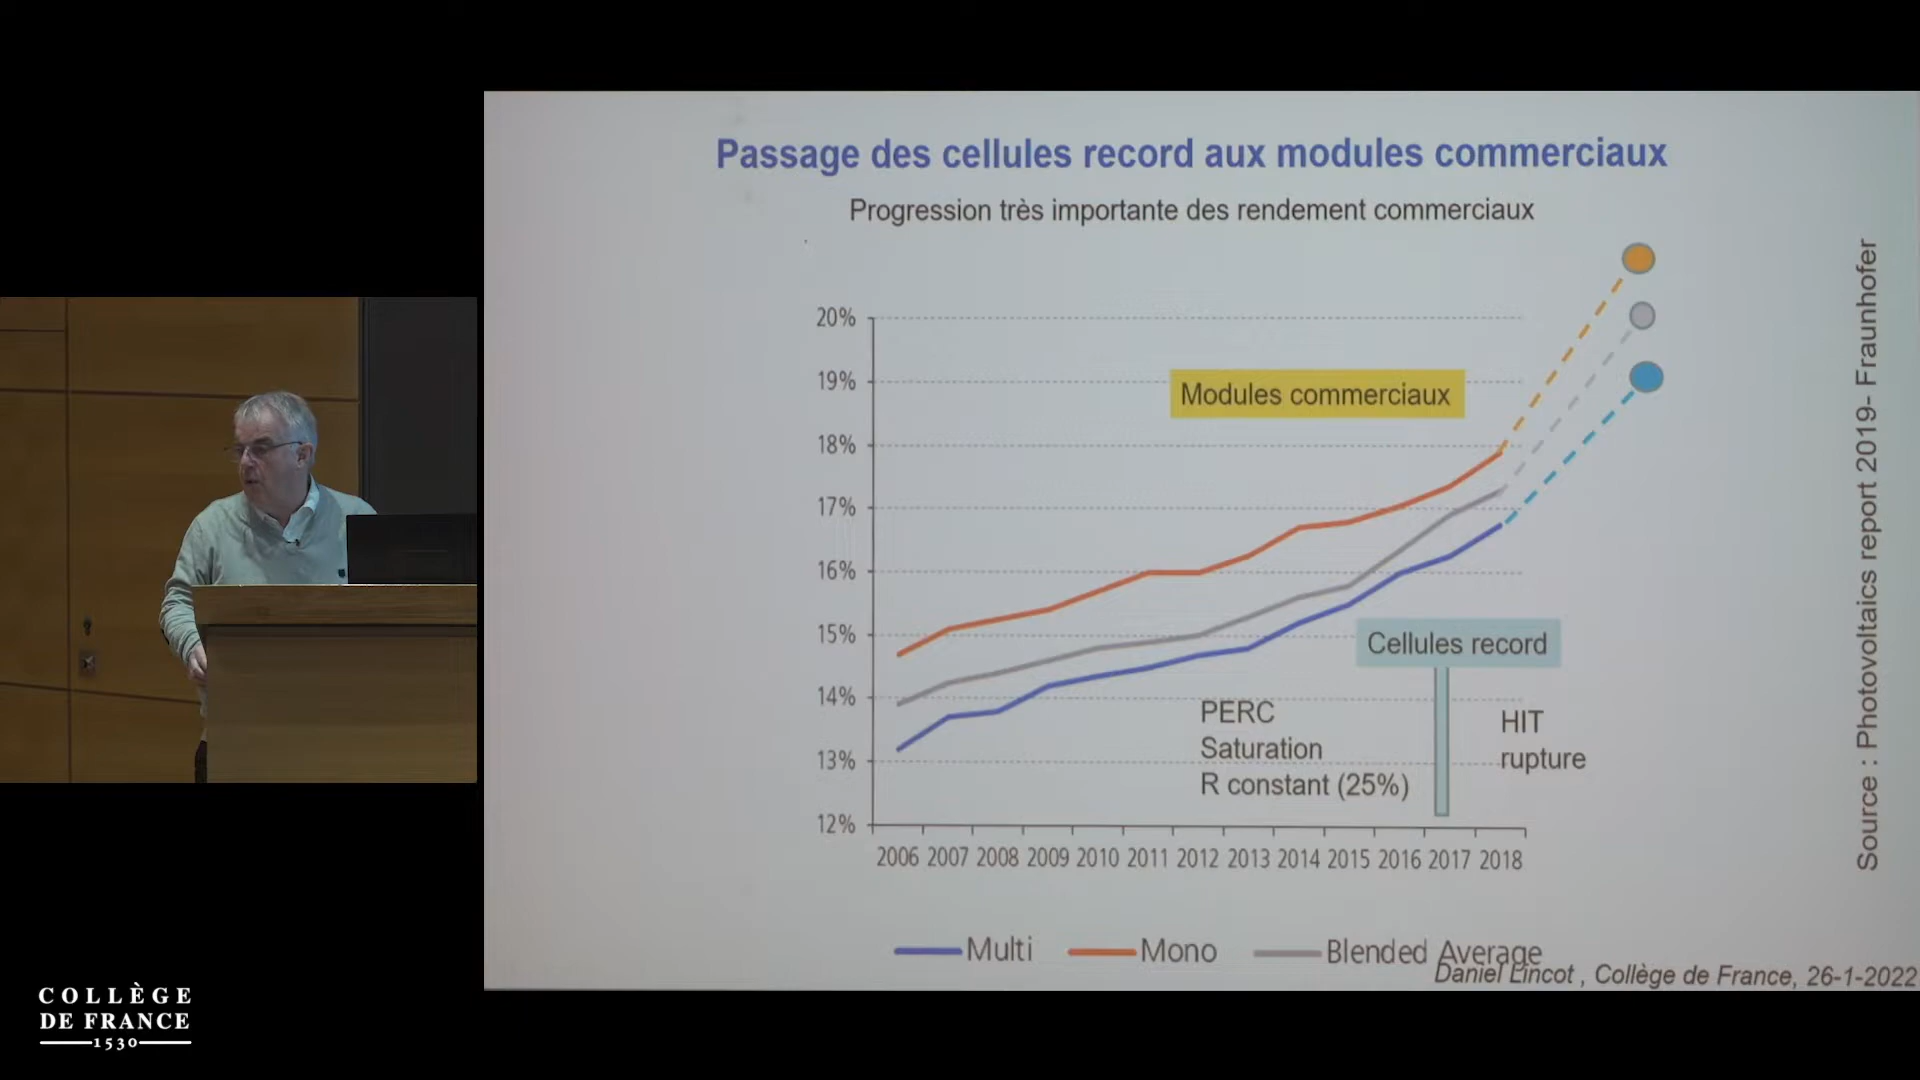 Passage des cellules record aux modules commerciaux
Progression très importante des rendement commerciaux
20%
19%
18%
17%
16%
15%
14%
13%
12%
Modules commerciaux
Cellules record
PERC
Saturation
R constant (25%)
HIT
rupture
2006 2007 2008 2009 2010 2011 2012 2013 2014 2015 2016 2017 2018
Multi Mono Blended Average
Daniel Lincot , Collège de France, 26-1-2022
Source : Photovoltaics report 2019- Fraunhofer
COLLÈGE
DE FRANCE
1530